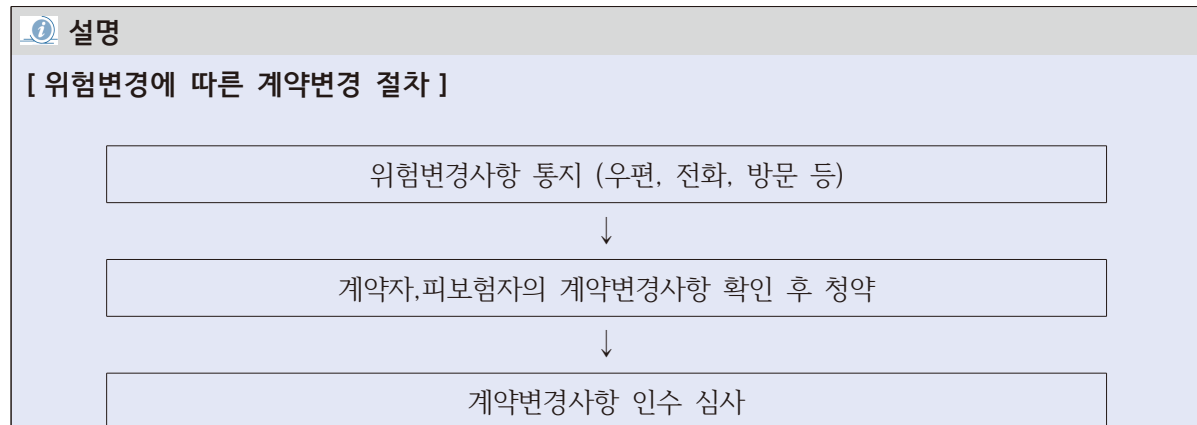 설명
[ 위험변경에 따른 계약변경 절차 ]
위험변경사항 통지 (우편, 전화, 방문 등)
↓
계약자,피보험자의 계약변경사항 확인 후 청약
↓
계약변경사항 인수 심사